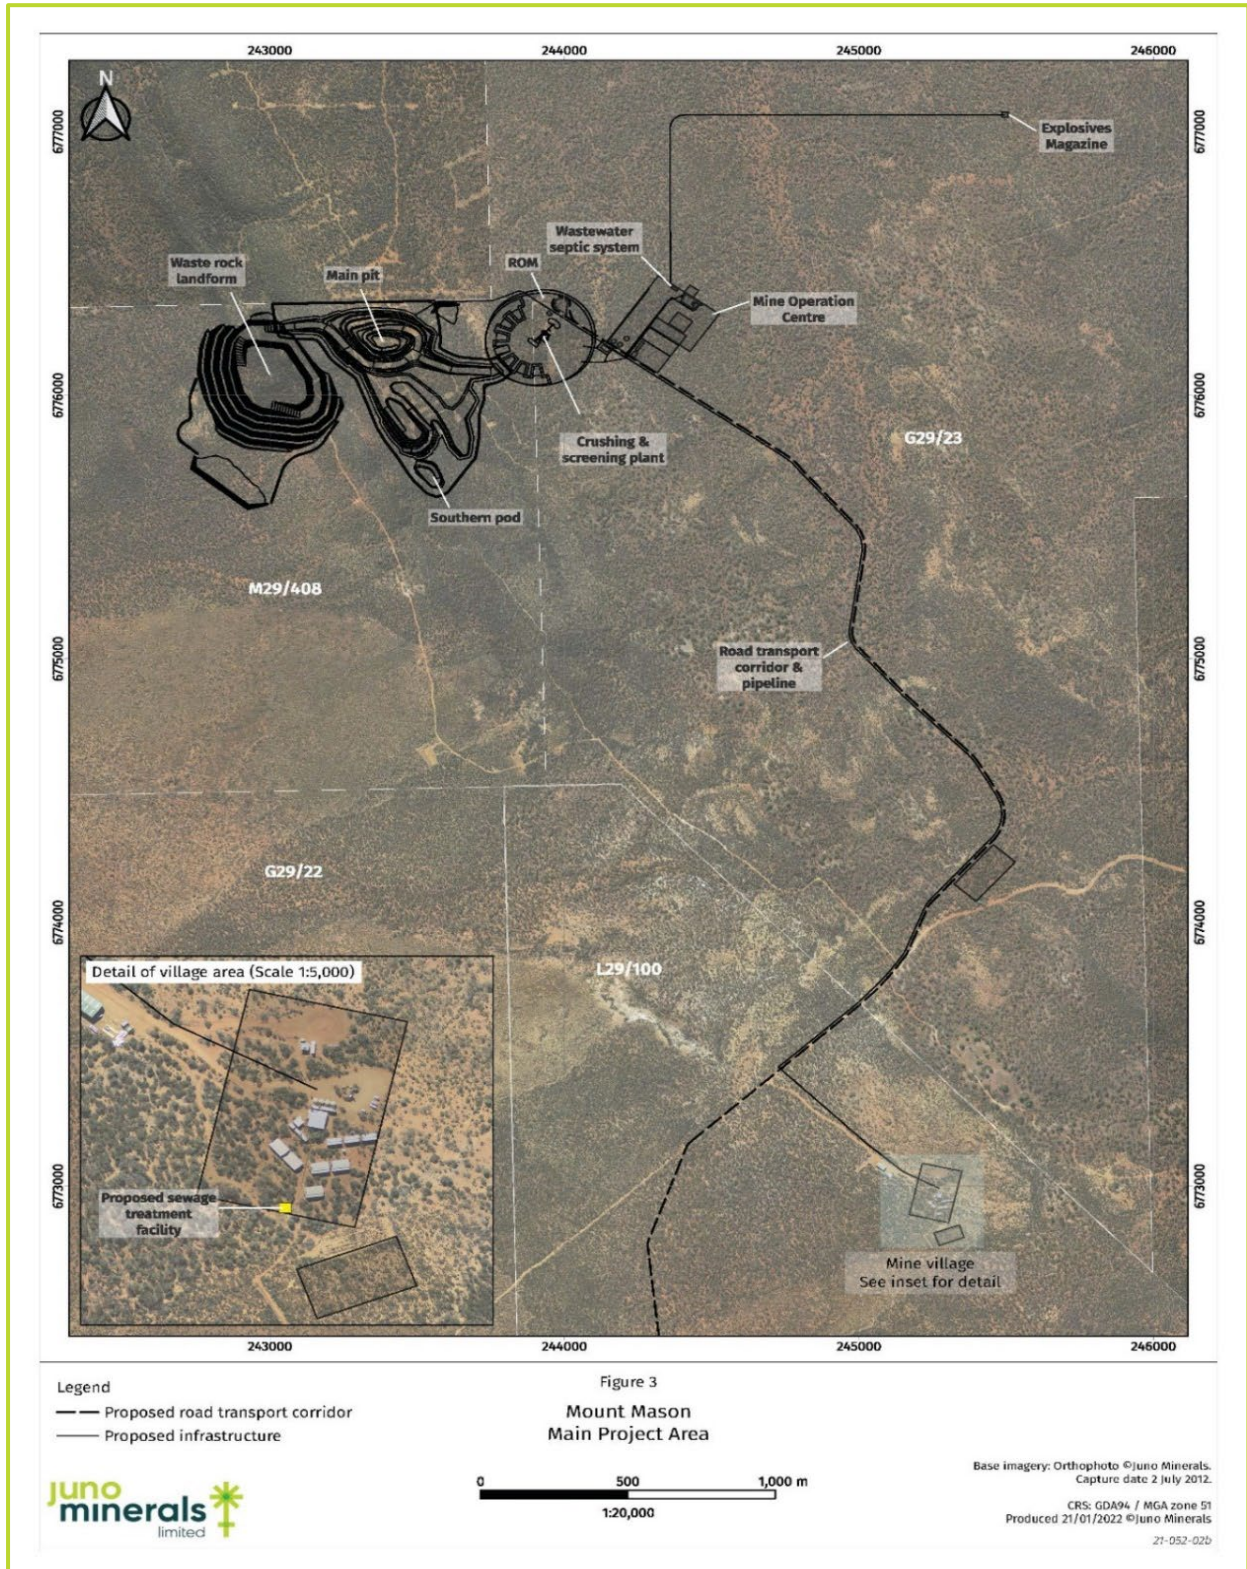 243000
244000
245000
246000
N
6777000
6777000
Explosives
Magazine
Wastewater
septic system
Waste rock
landform
Main pit
ROM
Mine Operation
Centre
6776000
6776000
Crushing &
screening plant
G29/23
Southern pod
M29/408
6775000
6775000
Road transport
corridor &
pipeline
G29/22
6774000
6774000
L29/100
Detail of village area (Scale 1:5,000)
6773000
6773000
Proposed sewage
treatment
facility
Mine village
See inset for detail
243000
244000
245000
246000
Legend
Proposed road transport corridor
Proposed infrastructure
Figure 3
Mount Mason
Main Project Area
juno
minerals
limited
0
500
1,000 m
1:20,000
Base imagery: Orthophoto ©Juno Minerals.
Capture date 2 July 2012.
CRS: GDA94 / MGA zone 51
Produced 21/01/2022 ©Juno Minerals
21-052-02b